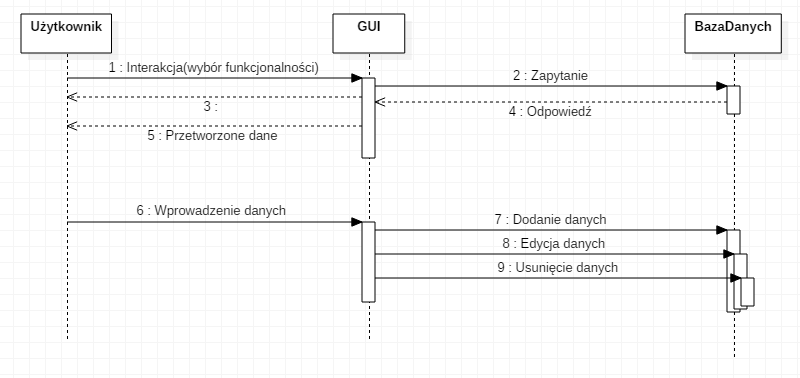 Użytkownik
GUI
BazaDanych
1 : Interakcja(wybór funkcjonalności)
2 : Zapytanie
3 :
4 : Odpowiedź
5 : Przetworzone dane
6 : Wprowadzenie danych
7 : Dodanie danych
8 : Edycja danych
9 : Usunięcie danych